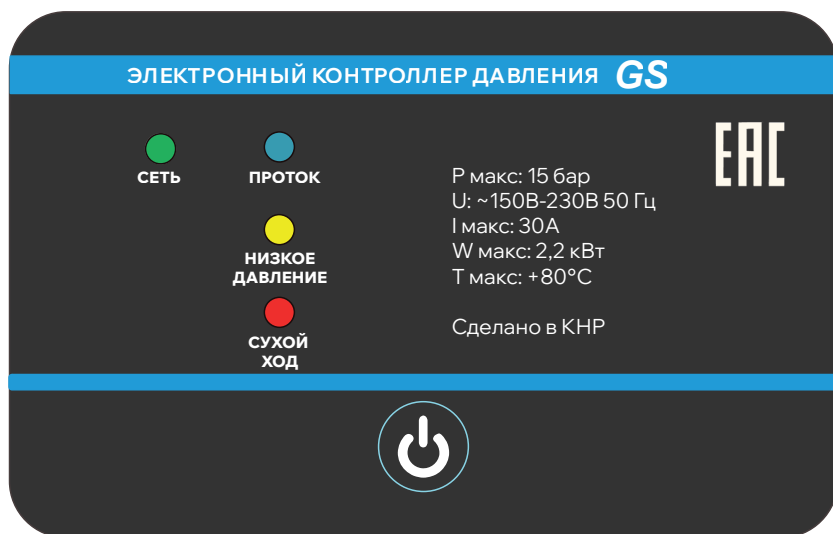 ЭЛЕКТРОННЫЙ КОНТРОЛЛЕР ДАВЛЕНИЯ GS
EAC
СЕТЬ
ПРОТОК
НИЗКОЕ
ДАВЛЕНИЕ
СУХОЙ
ХОД
P макс: 15 бар
U: ~150В-230В 50 Гц
I макс: 30А
W макс: 2,2 кВт
T макс: +80°C
Сделано в КНР